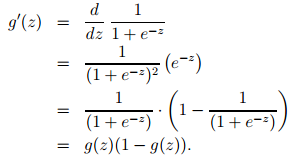 g′(z) = d/dz 1/(1 + e^{−z})
= 1/(1 + e^{−z})² (e^{−z})
= 1/(1 + e^{−z}) · (1 − 1/(1 + e^{−z}))
= g(z)(1 − g(z)).